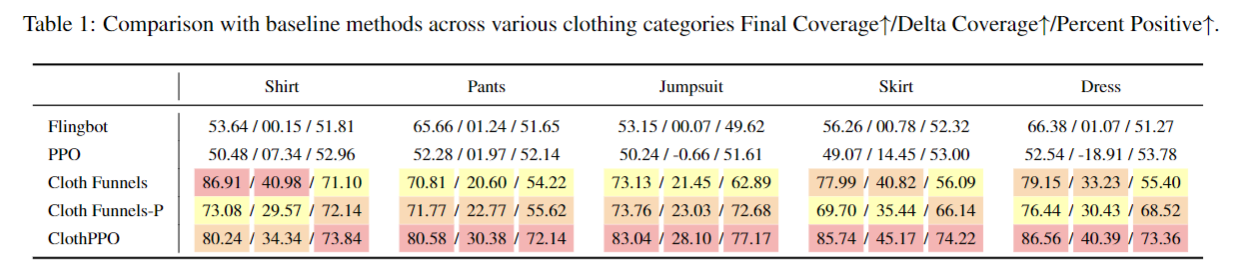 Table 1: Comparison with baseline methods across various clothing categories Final Coverage↑/Delta Coverage↑/Percent Positive↑.
Shirt Pants Jumpsuit Skirt Dress
Flingbot 53.64 / 00.15 / 51.81 65.66 / 01.24 / 51.65 53.15 / 00.07 / 49.62 56.26 / 00.78 / 52.32 66.38 / 01.07 / 51.27
PPO 50.48 / 07.34 / 52.96 52.28 / 01.97 / 52.14 50.24 / -0.66 / 51.61 49.07 / 14.45 / 53.00 52.54 / -18.91 / 53.78
Cloth Funnels 86.91 / 40.98 / 71.10 70.81 / 20.60 / 54.22 73.13 / 21.45 / 62.89 77.99 / 40.82 / 56.09 79.15 / 33.23 / 55.40
Cloth Funnels-P 73.08 / 29.57 / 72.14 71.77 / 22.77 / 55.62 73.76 / 23.03 / 72.68 69.70 / 35.44 / 66.14 76.44 / 30.43 / 68.52
ClothPPO 80.24 / 34.34 / 73.84 80.58 / 30.38 / 72.14 83.04 / 28.10 / 77.17 85.74 / 45.17 / 74.22 86.56 / 40.39 / 73.36